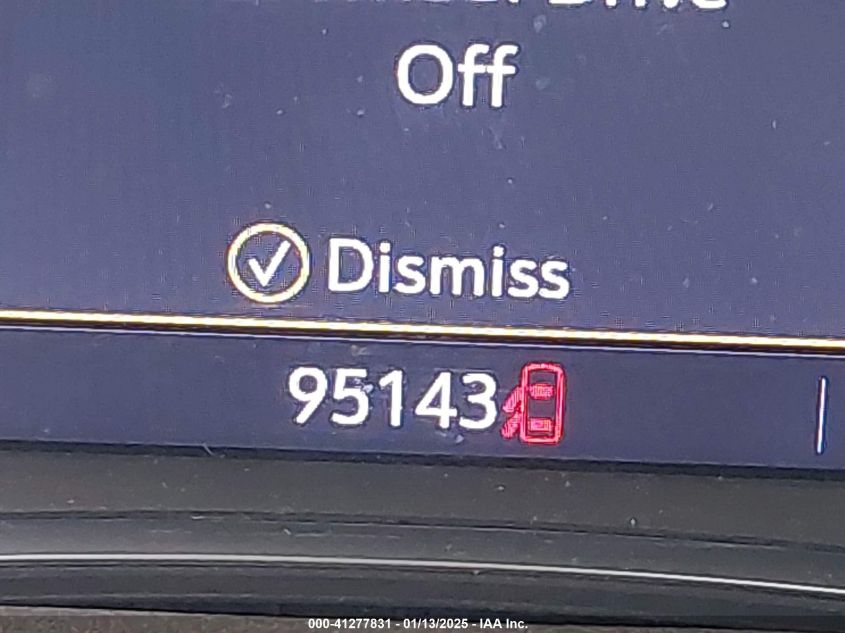 Off
Dismiss
95143
000-41277831 - 01/13/2025 - IAA Inc.